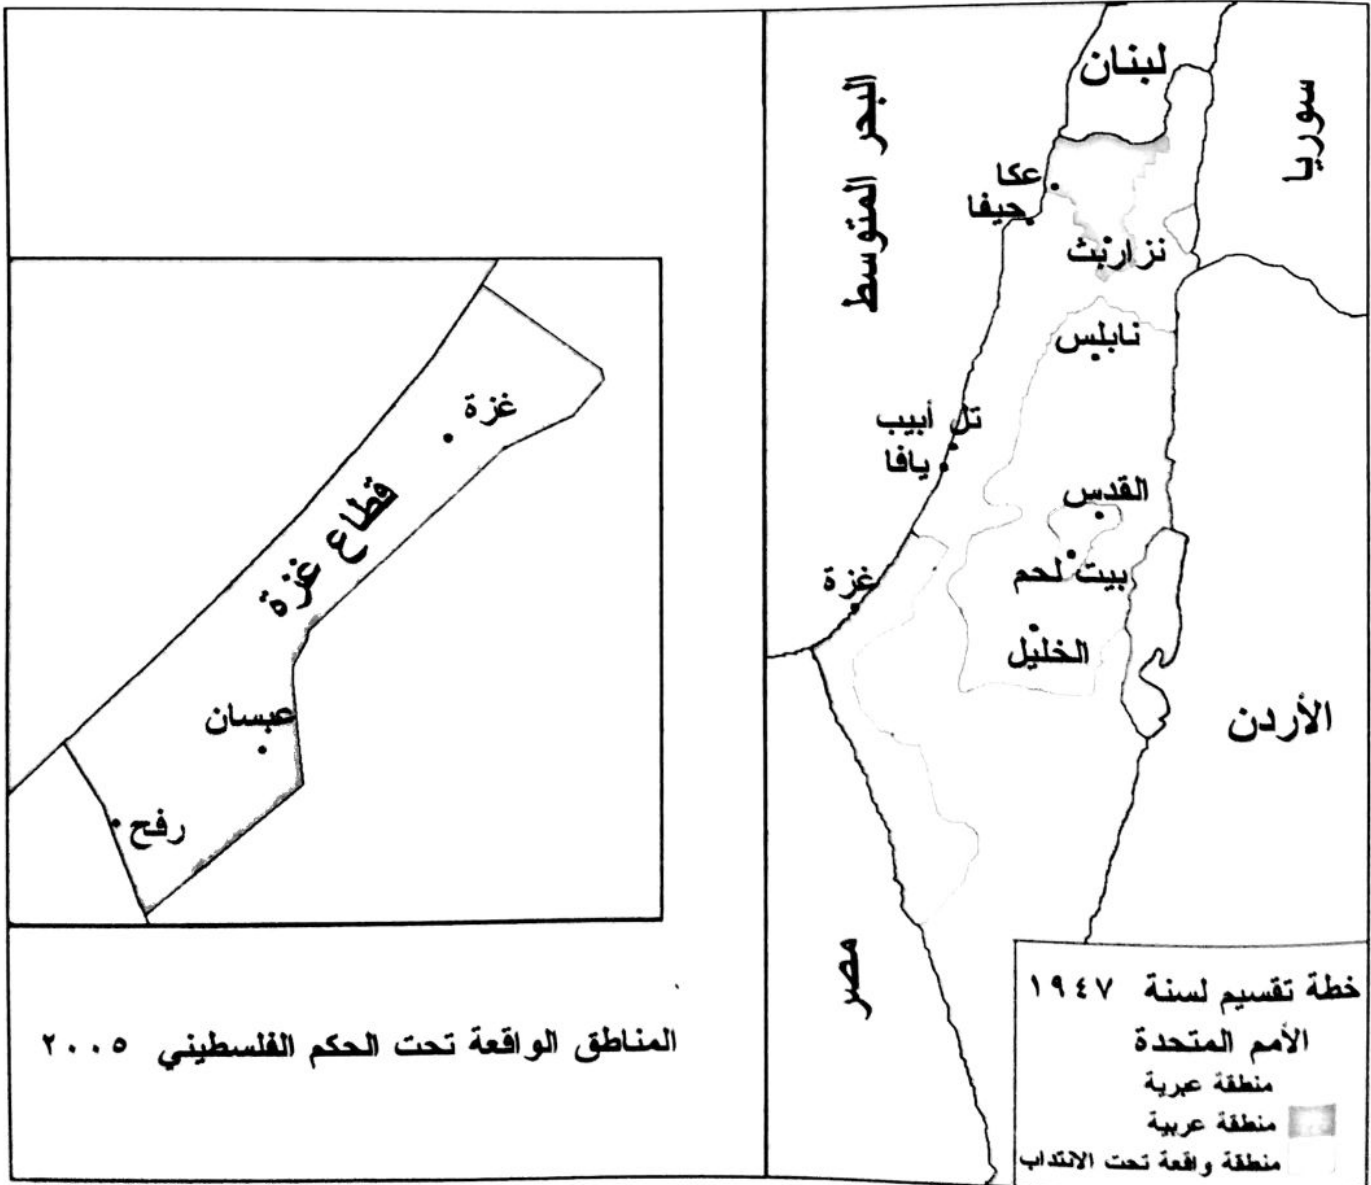 لبنان
سوريا
البحر المتوسط
عكا
حيفا
نزاريث
نابلس
تل أبيب
يافا
القدس
بيت لحم
غزة
الخليل
الأردن
مصر
خطة تقسيم لسنة ١٩٤٧
الأمم المتحدة
منطقة عبرية
منطقة عربية
منطقة واقعة تحت الانتداب
غزة
قطاع غزة
عبسان
رفح
المناطق الواقعة تحت الحكم الفلسطيني ٢٠٠٥